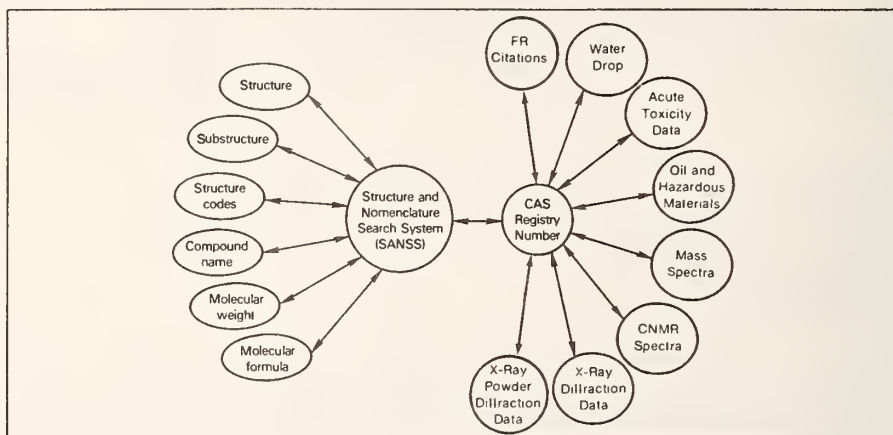 Structure
Substructure
Structure
codes
Compound
name
Molecular
weight
Molecular
formula
Structure and
Nomenclature
Search System
(SANSS)
CAS
Registry
Number
FR
Citations
Water
Drop
Acute
Toxicity
Data
Oil and
Hazardous
Materials
Mass
Spectra
CNMR
Spectra
X-Ray
Diffraction
Data
X-Ray
Powder
Diffraction
Data